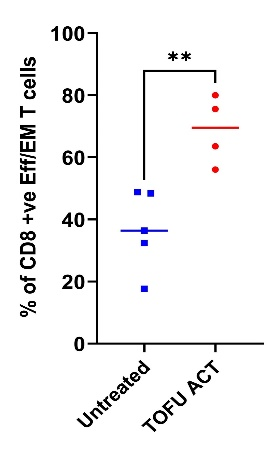 % of CD8 +ve Eff/EM T cells
100
80
60
40
20
0
**
Untreated
TOFU ACT